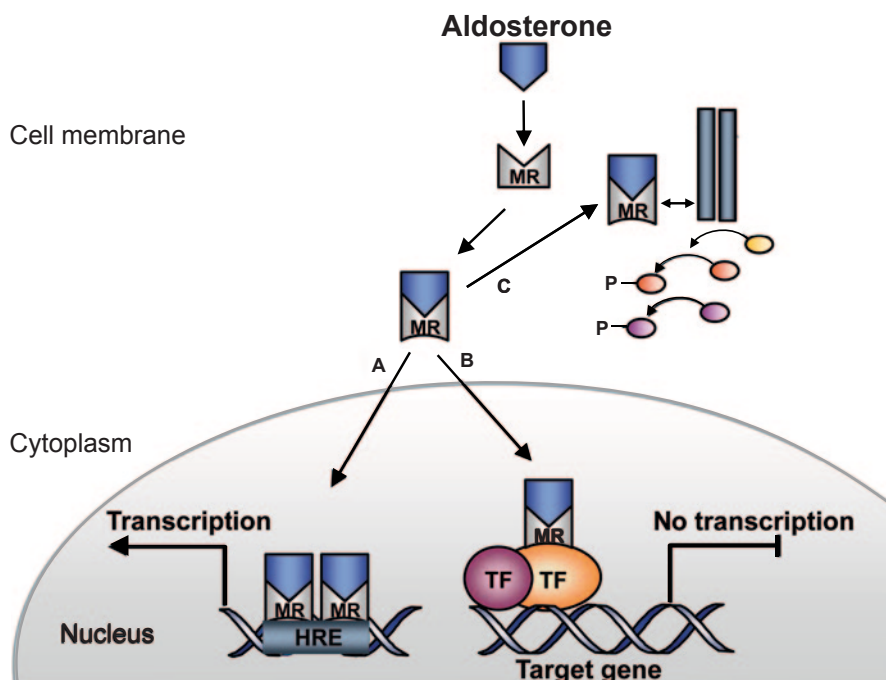 Aldosterone
Cell membrane
MR
MR
C
P
P
MR
A
B
Cytoplasm
Transcription
No transcription
MR
TF
TF
MR
MR
HRE
Nucleus
Target gene